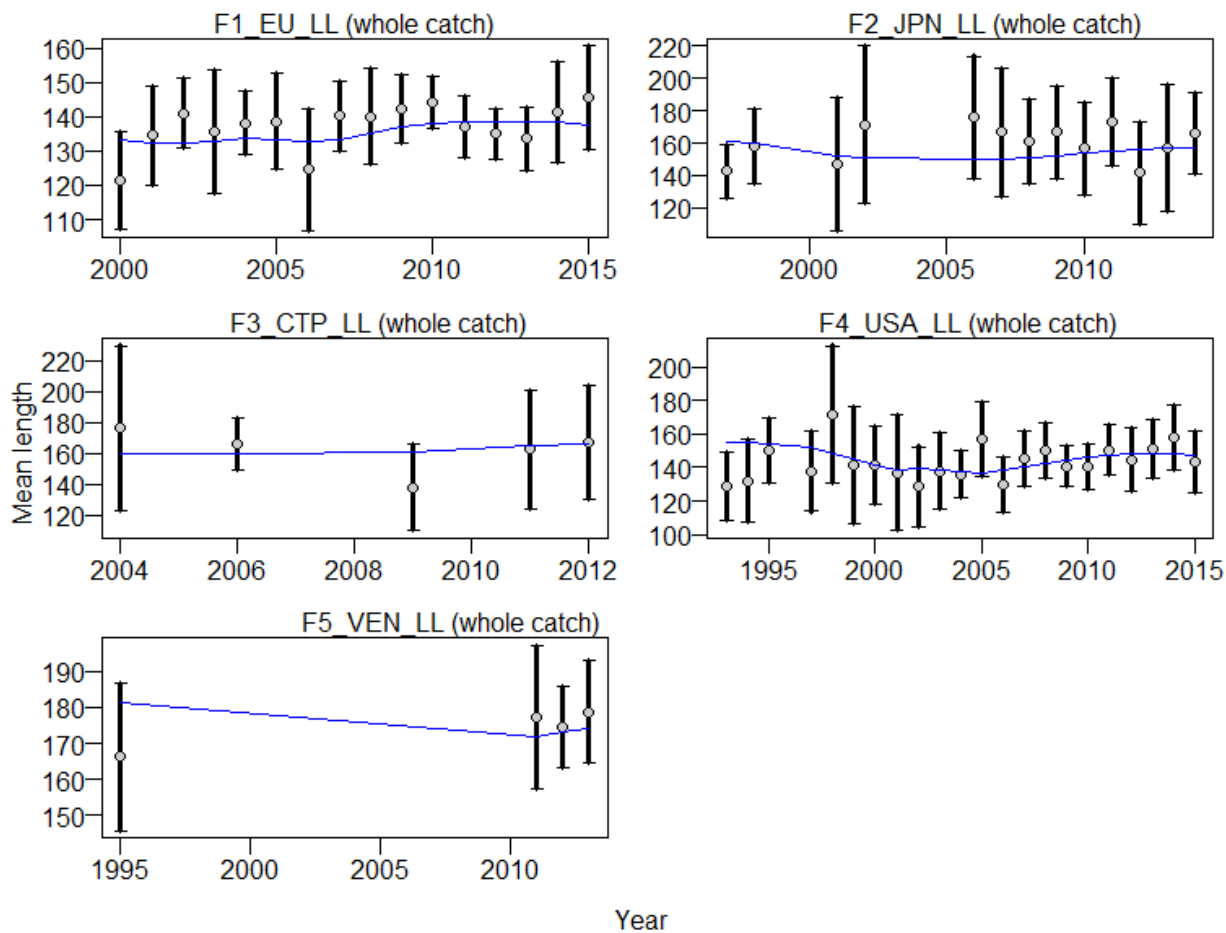 F1_EU_LL (whole catch)
160
150
140
130
120
110
2000 2005 2010 2015
F2_JPN_LL (whole catch)
220
200
180
160
140
120
2000 2005 2010
F3_CTP_LL (whole catch)
220
200
180
160
140
120
2004 2006 2008 2010 2012
F4_USA_LL (whole catch)
200
180
160
140
120
100
1995 2000 2005 2010 2015
F5_VEN_LL (whole catch)
190
180
170
160
150
1995 2000 2005 2010
Mean length
Year